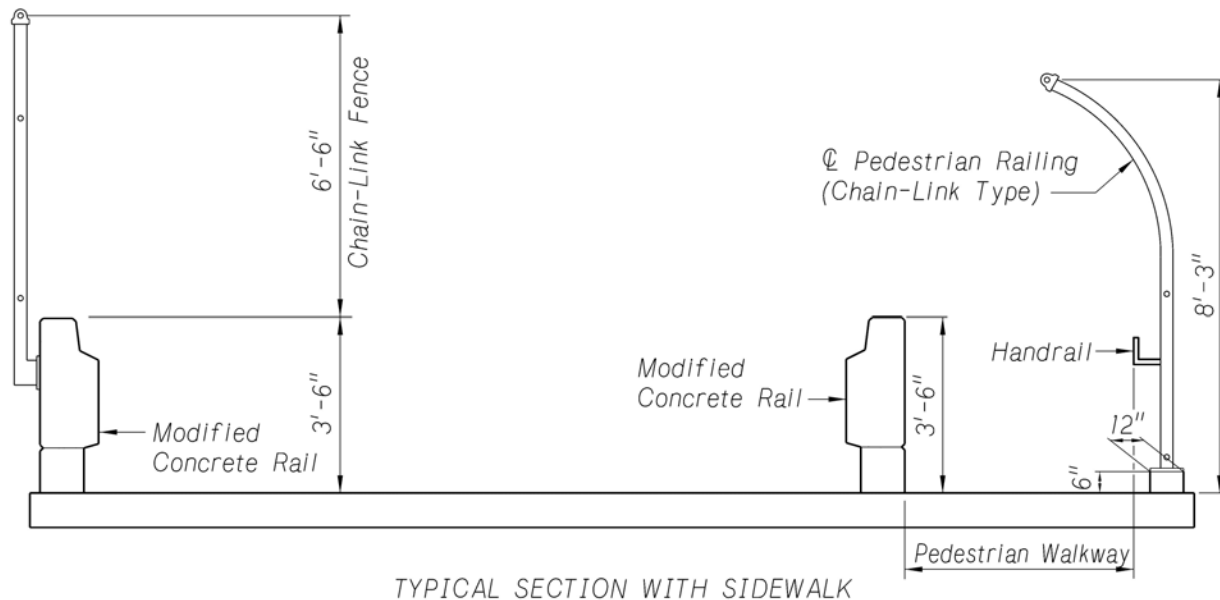 6'-6"
Chain-Link Fence
℄ Pedestrian Railing
(Chain-Link Type)
8'-3"
Handrail
Modified
Concrete Rail
3'-6"
Modified
Concrete Rail
3'-6"
12"
6"
Pedestrian Walkway
TYPICAL SECTION WITH SIDEWALK